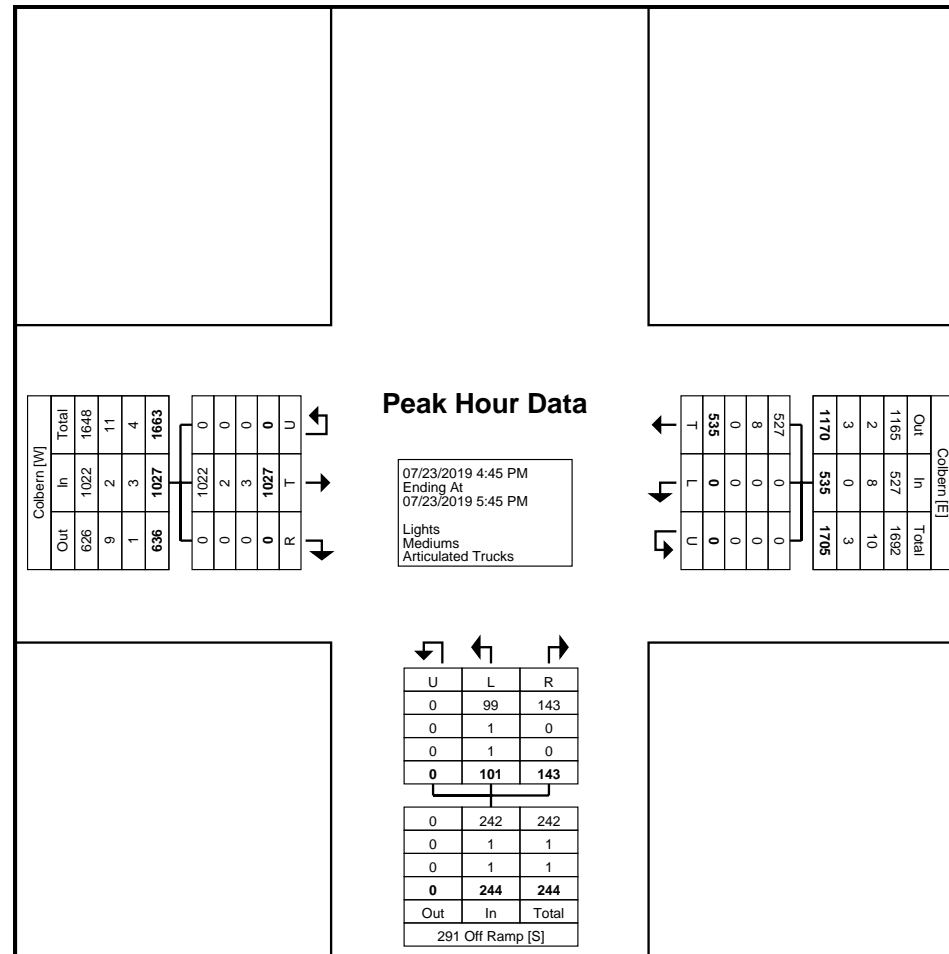 Peak Hour Data
07/23/2019 4:45 PM
Ending At
07/23/2019 5:45 PM
Lights
Mediums
Articulated Trucks
Colbern [W]
Out In Total
626 1022 1648
9 2 11
1 3 4
636 1027 1663
0 1022 0
0 2 0
0 3 0
0 1027 0
R T U
Colbern [E]
Out In Total
1165 527 1692
2 8 10
3 0 3
1170 535 1705
527 0 0
8 0 0
0 0 0
535 0 0
T L U
U L R
0 99 143
0 1 0
0 1 0
0 101 143
0 242 242
0 1 1
0 1 1
0 244 244
Out In Total
291 Off Ramp [S]